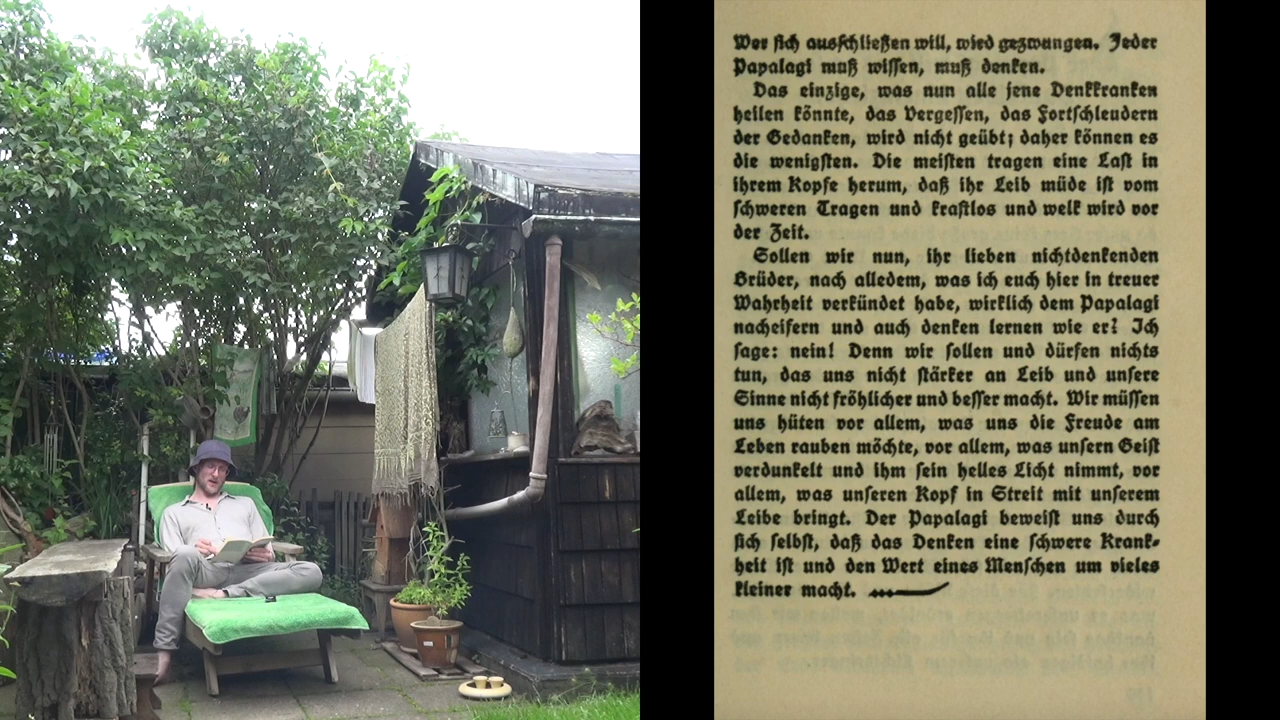 Wer sich ausschließen will, wird gezwungen. Jeder
Papalagi muß wissen, muß denken.
Das einzige, was nun alle jene Denkkranken
heilen könnte, das Vergessen, das Fortschleudern
der Gedanken, wird nicht geübt; daher können es
die wenigsten. Die meisten tragen eine Last in
ihrem Kopfe herum, daß ihr Leib müde ist vom
schweren Tragen und kraftlos und welk wird vor
der Zeit.
Sollen wir nun, ihr lieben nichtdenkenden
Brüder, nach alledem, was ich euch hier in treuer
Wahrheit verkündet habe, wirklich dem Papalagi
nacheifern und auch denken lernen wie er? Ich
sage: nein! Denn wir sollen und dürfen nichts
tun, das uns nicht stärker an Leib und unsere
Sinne nicht fröhlicher und besser macht. Wir müssen
uns hüten vor allem, was uns die Freude am
Leben rauben möchte, vor allem, was unsern Geist
verdunkelt und ihm sein helles Licht nimmt, vor
allem, was unseren Kopf in Streit mit unserem
Leibe bringt. Der Papalagi beweist uns durch
sich selbst, daß das Denken eine schwere Krank-
heit ist und den Wert eines Menschen um vieles
kleiner macht.